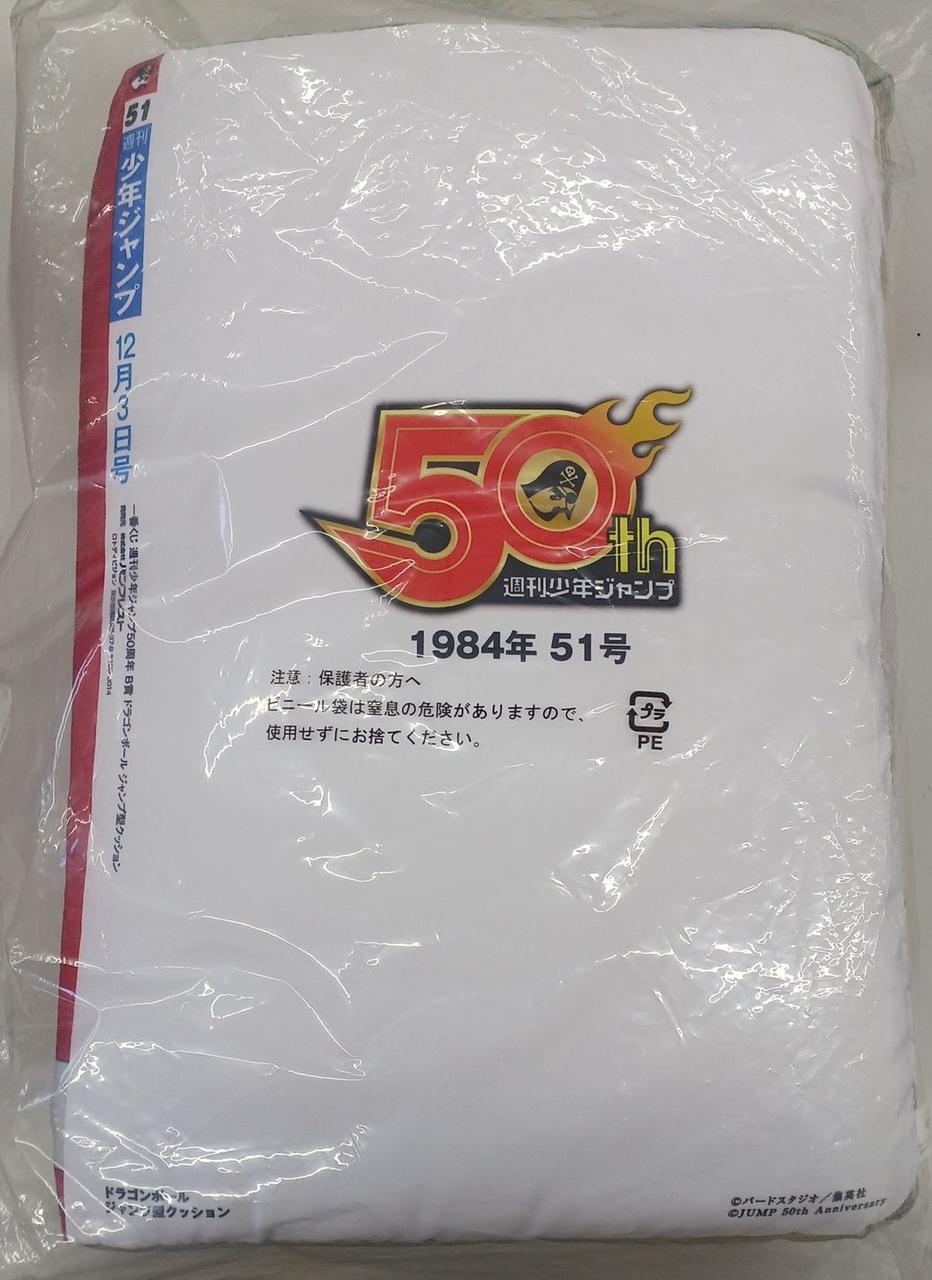 51
週刊
少年ジャンプ
12月3日号
一番くじ 週刊少年ジャンプ50周年 B賞 ドラゴンボール ジャンプ型クッション
50th
週刊少年ジャンプ
1984年 51号
注意：保護者の方へ
ビニール袋は窒息の危険がありますので、
使用せずにお捨てください。
プラ
PE
ドラゴンボール
ジャンプ型クッション
©バードスタジオ／集英社
©JUMP 50th Anniversary